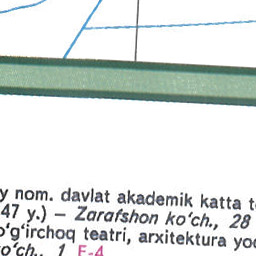 y nom. davlat akademik katta t
47 y.) – Zarafshon ko'ch., 28
o'g'irchoq teatri, arxitektura yo
o'ch., 1 F-4